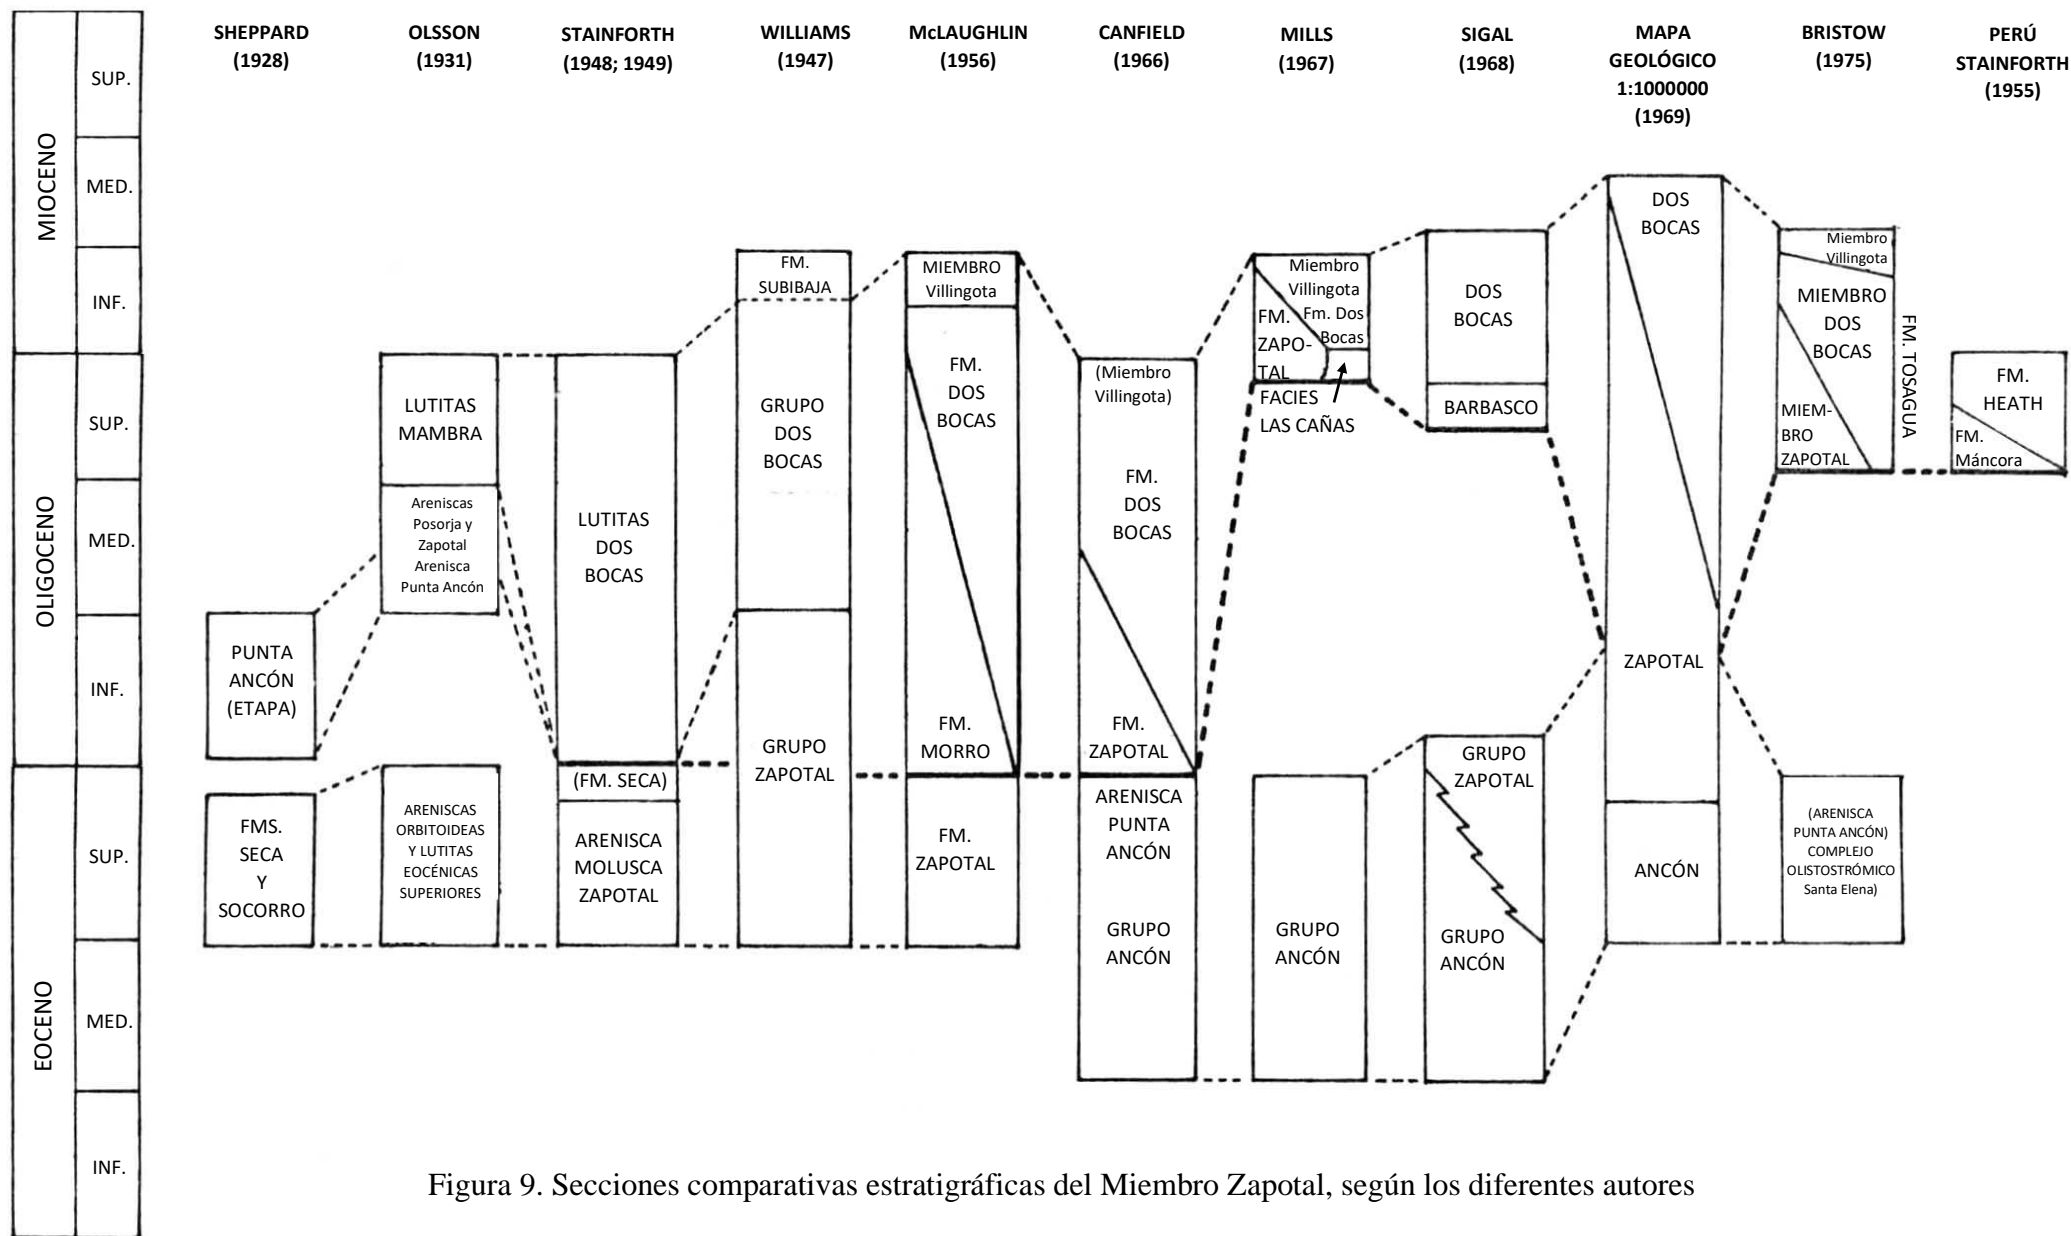 SHEPPARD
(1928)
OLSSON
(1931)
STAINFORTH
(1948; 1949)
WILLIAMS
(1947)
McLAUGHLIN
(1956)
CANFIELD
(1966)
MILLS
(1967)
SIGAL
(1968)
MAPA
GEOLÓGICO
1:1000000
(1969)
BRISTOW
(1975)
PERÚ
STAINFORTH
(1955)
MIOCENO
SUP.
MED.
INF.
OLIGOCENO
SUP.
MED.
INF.
EOCENO
SUP.
MED.
INF.
PUNTA
ANCÓN
(ETAPA)
FMS.
SECA
Y
SOCORRO
LUTITAS
MAMBRA
Areniscas
Posorja y
Zapotal
Arenisca
Punta Ancón
ARENISCAS
ORBITOIDEAS
Y LUTITAS
EOCÉNICAS
SUPERIORES
LUTITAS
DOS
BOCAS
(FM. SECA)
ARENISCA
MOLUSCA
ZAPOTAL
FM.
SUBIBAJA
GRUPO
DOS
BOCAS
GRUPO
ZAPOTAL
MIEMBRO
Villingota
FM.
DOS
BOCAS
FM.
MORRO
FM.
ZAPOTAL
(Miembro
Villingota)
FM.
DOS
BOCAS
FM.
ZAPOTAL
ARENISCA
PUNTA
ANCÓN
GRUPO
ANCÓN
Miembro
Villingota
Fm. Dos
Bocas
FM.
ZAPO-
TAL
FACIES
LAS CAÑAS
GRUPO
ANCÓN
DOS
BOCAS
BARBASCO
GRUPO
ZAPOTAL
GRUPO
ANCÓN
DOS
BOCAS
ZAPOTAL
ANCÓN
Miembro
Villingota
MIEMBRO
DOS
BOCAS
MIEM-
BRO
ZAPOTAL
FM. TOSAGUA
(ARENISCA
PUNTA ANCÓN)
COMPLEJO
OLISTOSTRÓMICO
Santa Elena)
FM.
HEATH
FM.
Máncora
Figura 9. Secciones comparativas estratigráficas del Miembro Zapotal, según los diferentes autores